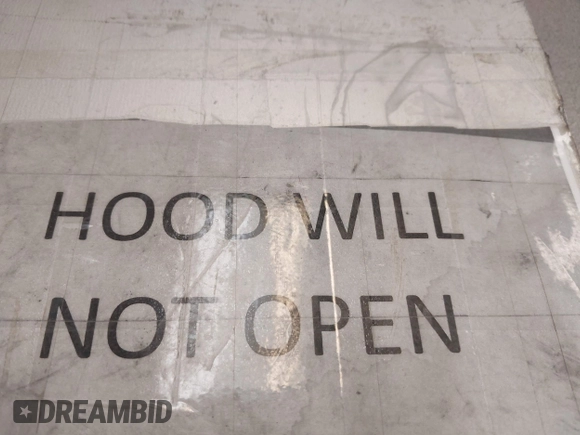 HOOD WILL
NOT OPEN
DREAMBID